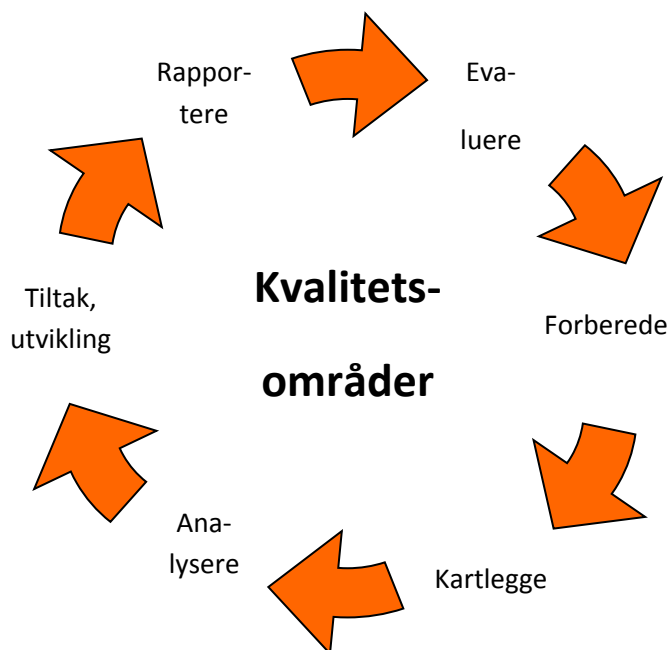 Rappor-
tere
Eva-
luere
Forberede
Kartlegge
Ana-
lysere
Tiltak,
utvikling
Kvalitets-
områder